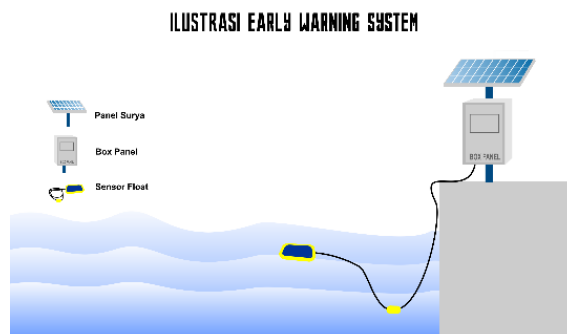 ILUSTRASI EARLY WARNING SYSTEM
Panel Surya
Box Panel
Sensor Float
BOX PANEL